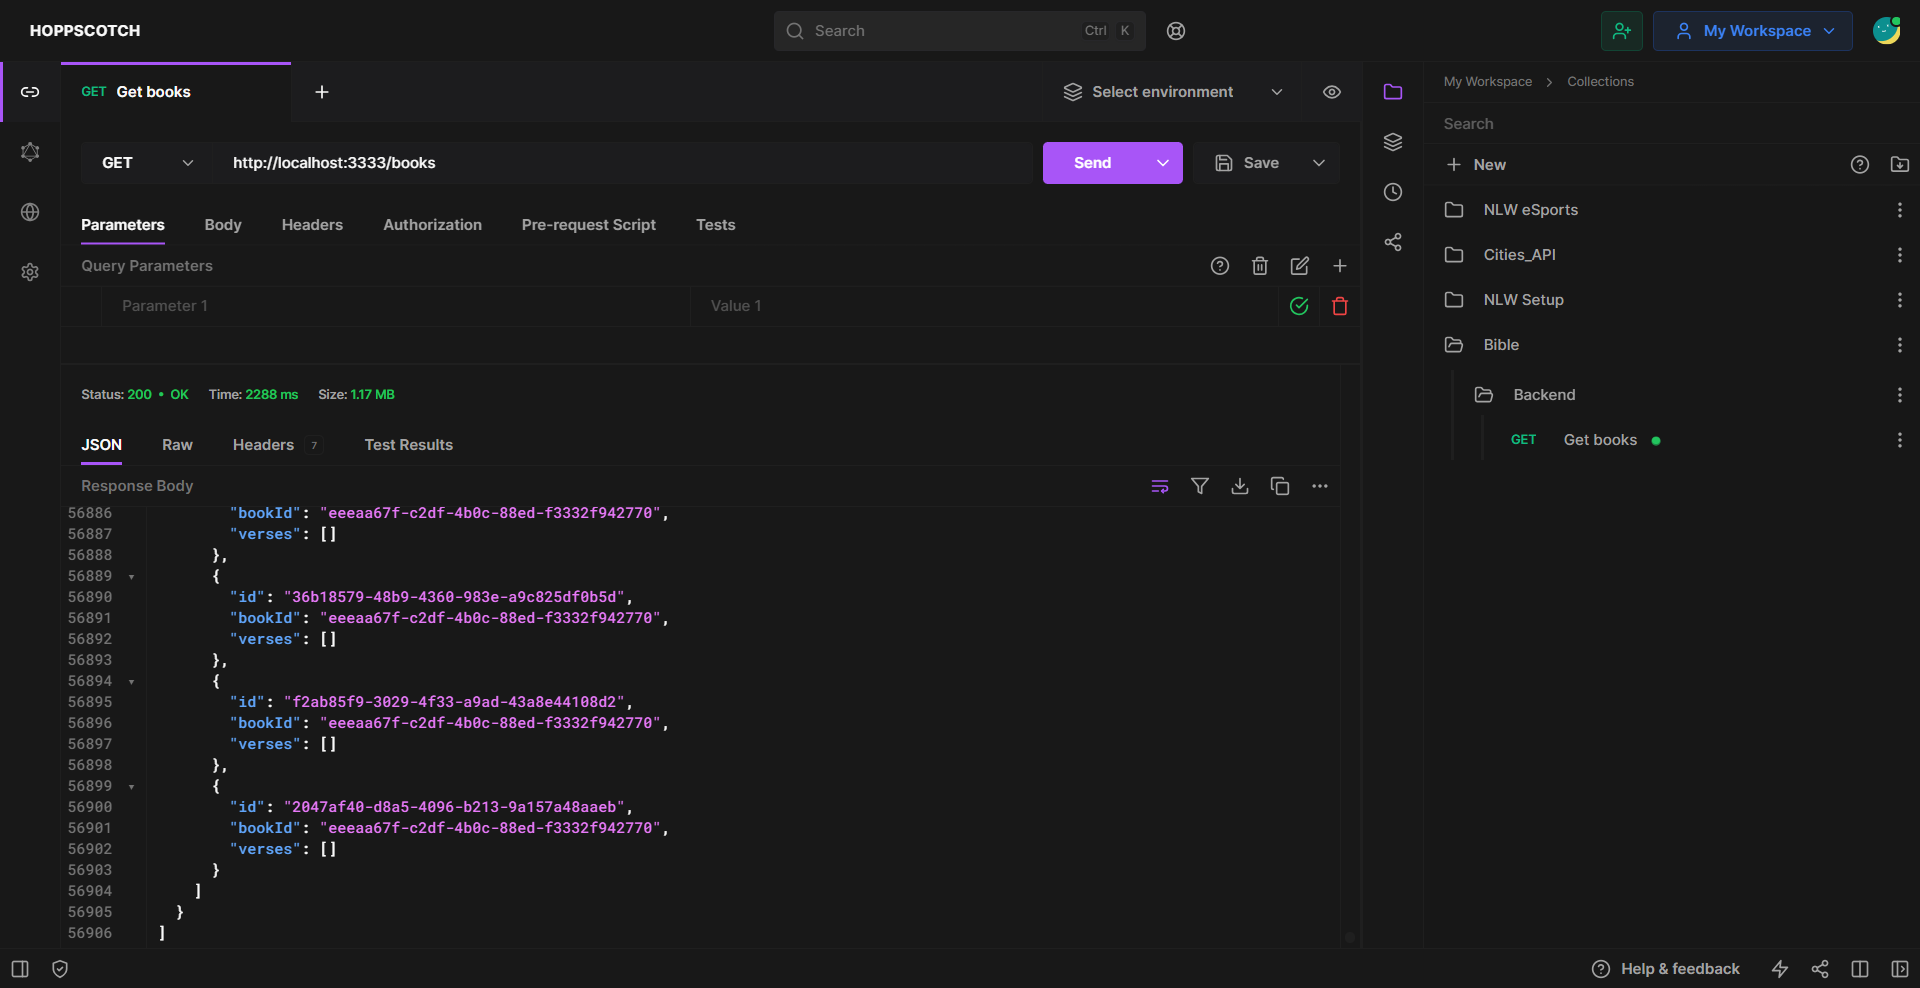 HOPPSCOTCH
Search
Ctrl K
My Workspace
GET Get books
Select environment
GET
http://localhost:3333/books
Send
Save
Parameters Body Headers Authorization Pre-request Script Tests
Query Parameters
Parameter 1 Value 1
Status: 200 • OK Time: 2288 ms Size: 1.17 MB
JSON Raw Headers 7 Test Results
Response Body
56886 "bookId": "eeeaa67f-c2df-4b0c-88ed-f3332f942770",
56887 "verses": []
56888 },
56889 {
56890 "id": "36b18579-48b9-4360-983e-a9c825df0b5d",
56891 "bookId": "eeeaa67f-c2df-4b0c-88ed-f3332f942770",
56892 "verses": []
56893 },
56894 {
56895 "id": "f2ab85f9-3029-4f33-a9ad-43a8e44108d2",
56896 "bookId": "eeeaa67f-c2df-4b0c-88ed-f3332f942770",
56897 "verses": []
56898 },
56899 {
56900 "id": "2047af40-d8a5-4096-b213-9a157a48aaeb",
56901 "bookId": "eeeaa67f-c2df-4b0c-88ed-f3332f942770",
56902 "verses": []
56903 }
56904 ]
56905 }
56906 ]
My Workspace > Collections
Search
New
NLW eSports
Cities_API
NLW Setup
Bible
Backend
GET Get books
Help & feedback